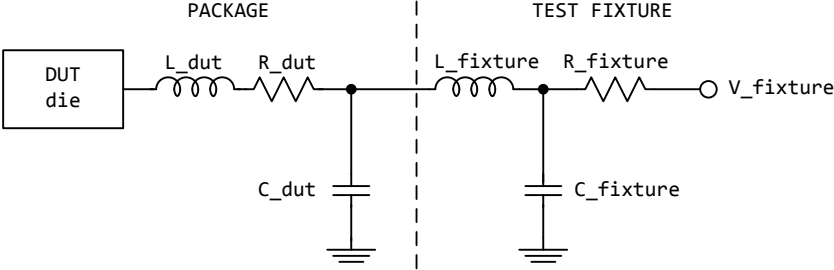 PACKAGE
TEST FIXTURE
DUT
die
L_dut
R_dut
L_fixture
R_fixture
V_fixture
C_dut
C_fixture